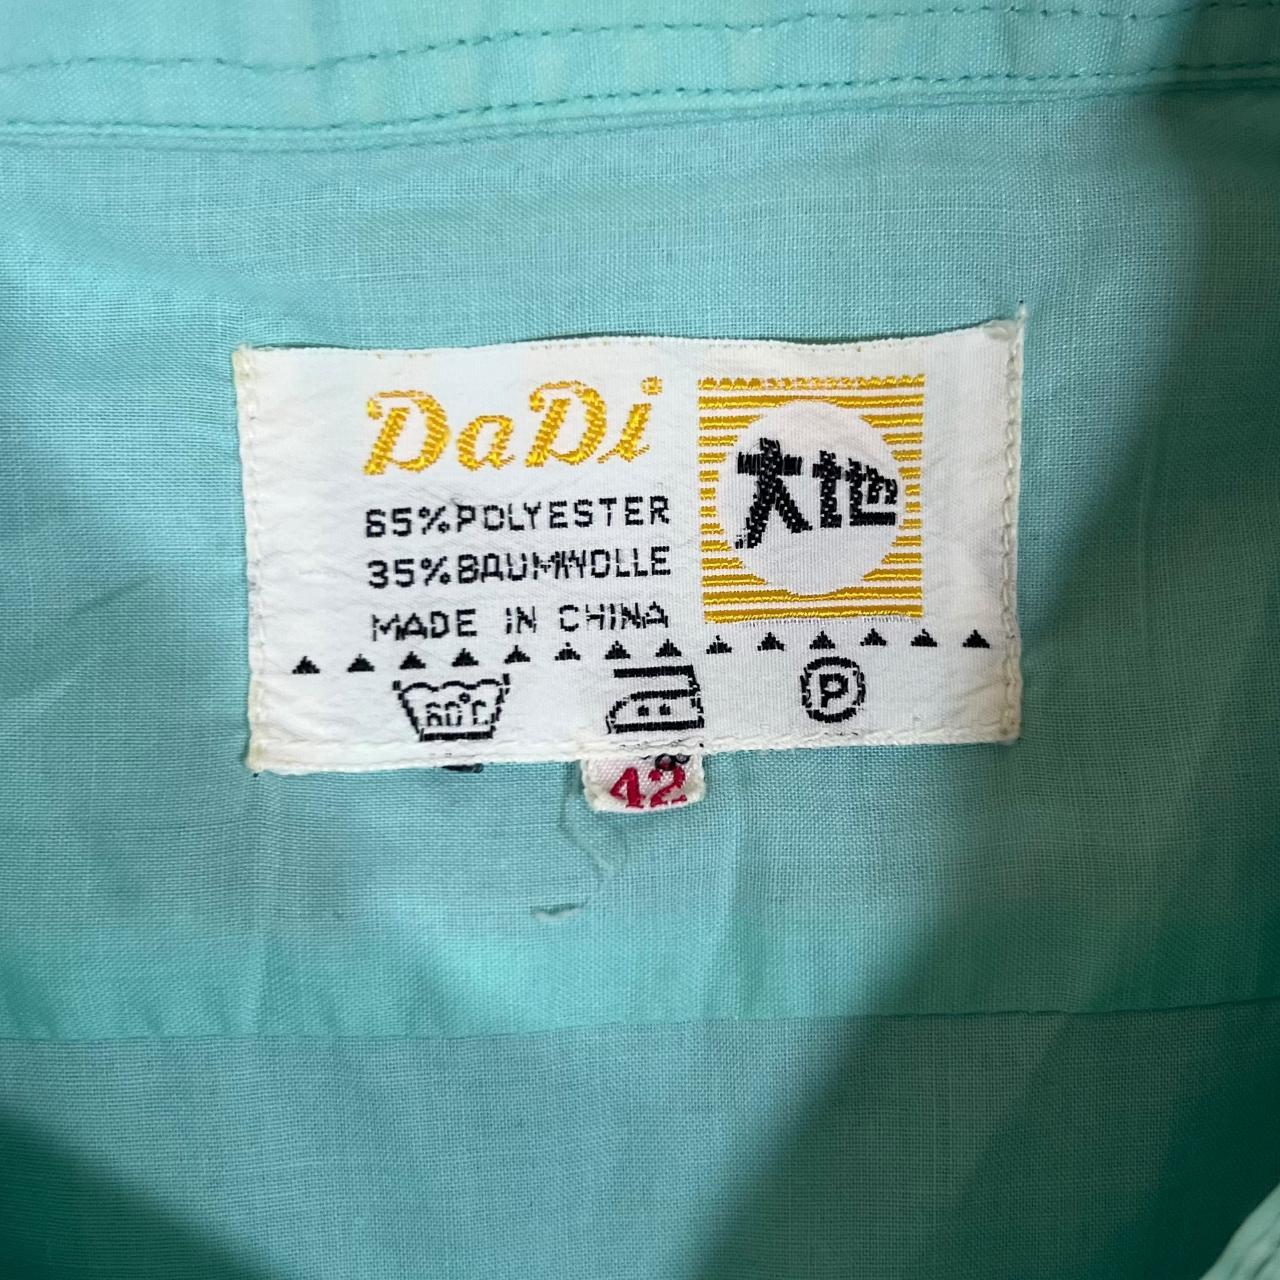 DaDi
大地
65%POLYESTER
35%BAUMWOLLE
MADE IN CHINA
60°C
P
42